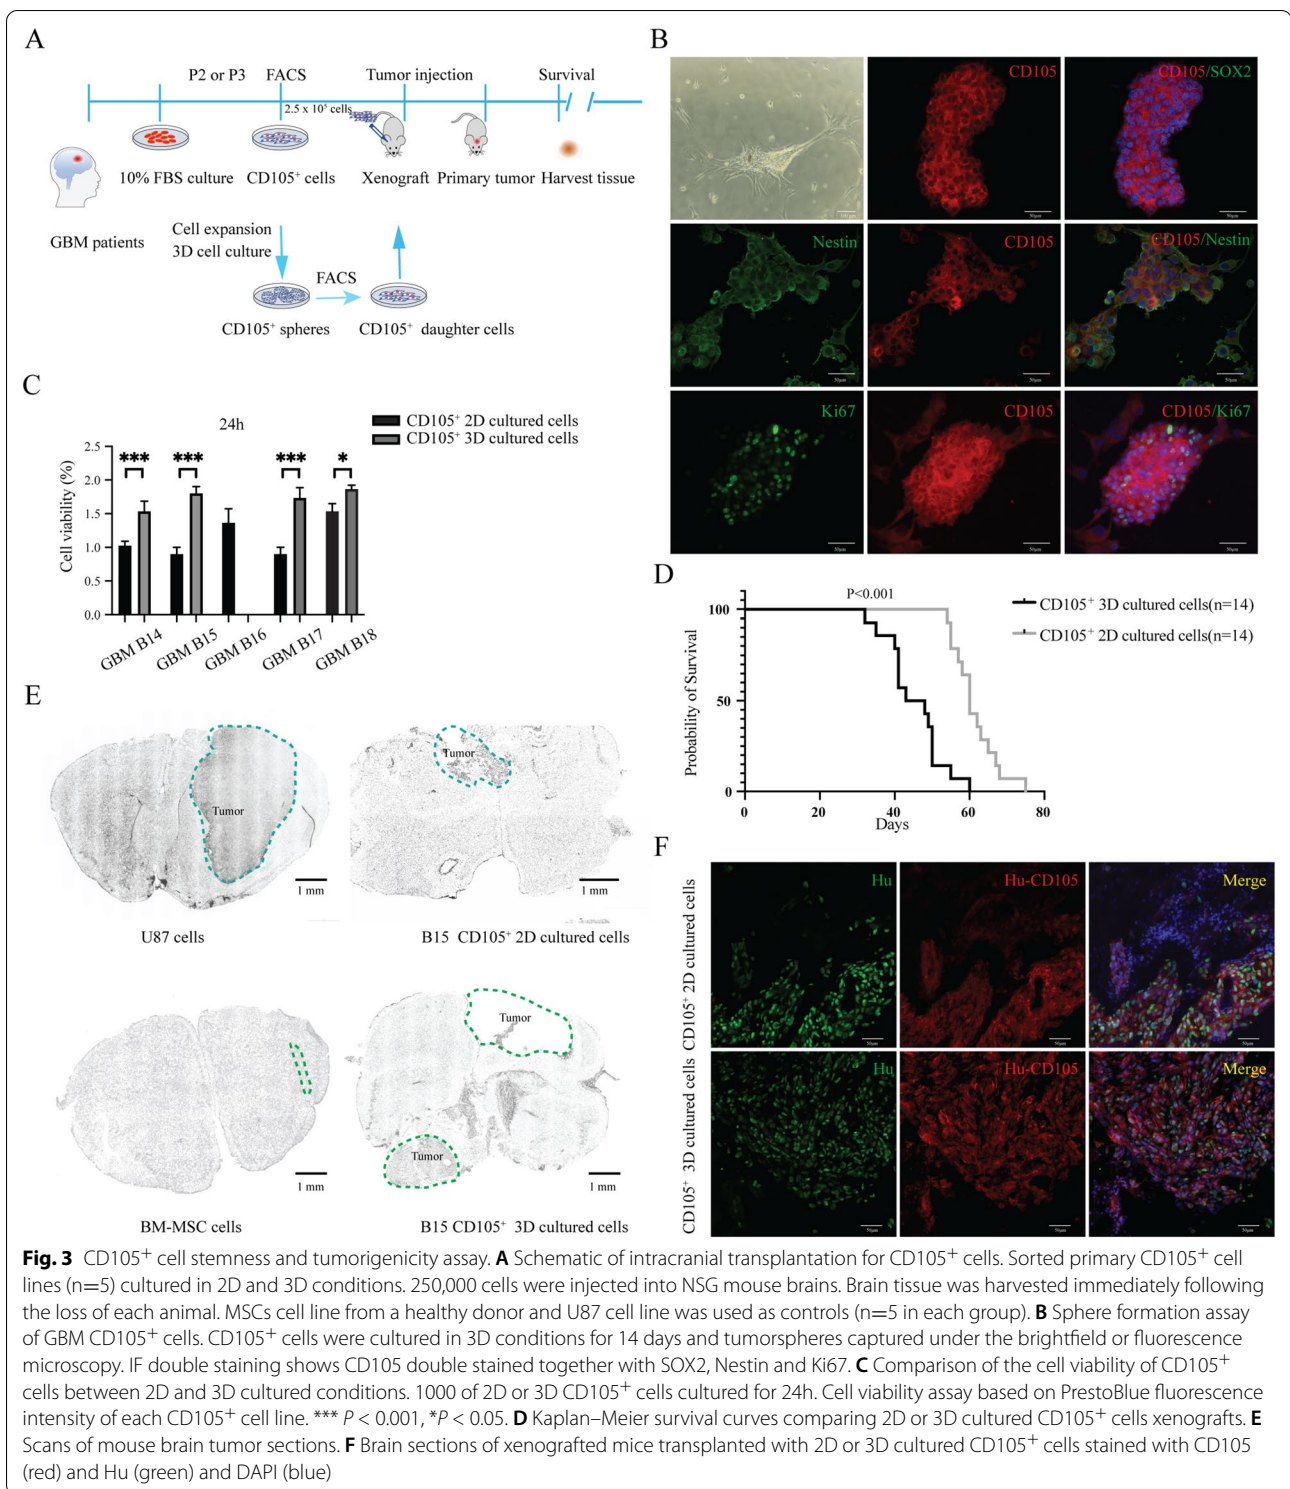 A
P2 or P3 FACS Tumor injection Survival
2.5 x 10⁵ cells
10% FBS culture CD105⁺ cells Xenograft Primary tumor Harvest tissue
GBM patients
Cell expansion
3D cell culture
FACS
CD105⁺ spheres CD105⁺ daughter cells
B
CD105 CD105/SOX2
100 μm 50μm 50μm
Nestin CD105 CD105/Nestin
50μm 50μm 50μm
Ki67 CD105 CD105/Ki67
50μm 50μm 50μm
C
24h
CD105⁺ 2D cultured cells
CD105⁺ 3D cultured cells
Cell viability (%)
2.5
2.0
1.5
1.0
0.5
0.0
*** *** *** *
GBM B14 GBM B15 GBM B16 GBM B17 GBM B18
D
P<0.001
CD105⁺ 3D cultured cells(n=14)
CD105⁺ 2D cultured cells(n=14)
Probability of Survival
100
50
0
0 20 40 60 80
Days
E
Tumor
1 mm
U87 cells
Tumor
1 mm
B15 CD105⁺ 2D cultured cells
1 mm
BM-MSC cells
Tumor
Tumor
1 mm
B15 CD105⁺ 3D cultured cells
F
CD105⁺ 2D cultured cells
Hu Hu-CD105 Merge
50μm 50μm 50μm
CD105⁺ 3D cultured cells
Hu Hu-CD105 Merge
50μm 50μm 50μm
Fig. 3 CD105⁺ cell stemness and tumorigenicity assay. A Schematic of intracranial transplantation for CD105⁺ cells. Sorted primary CD105⁺ cell
lines (n=5) cultured in 2D and 3D conditions. 250,000 cells were injected into NSG mouse brains. Brain tissue was harvested immediately following
the loss of each animal. MSCs cell line from a healthy donor and U87 cell line was used as controls (n=5 in each group). B Sphere formation assay
of GBM CD105⁺ cells. CD105⁺ cells were cultured in 3D conditions for 14 days and tumorspheres captured under the brightfield or fluorescence
microscopy. IF double staining shows CD105 double stained together with SOX2, Nestin and Ki67. C Comparison of the cell viability of CD105⁺
cells between 2D and 3D cultured conditions. 1000 of 2D or 3D CD105⁺ cells cultured for 24h. Cell viability assay based on PrestoBlue fluorescence
intensity of each CD105⁺ cell line. *** P < 0.001, *P < 0.05. D Kaplan–Meier survival curves comparing 2D or 3D cultured CD105⁺ cells xenografts. E
Scans of mouse brain tumor sections. F Brain sections of xenografted mice transplanted with 2D or 3D cultured CD105⁺ cells stained with CD105
(red) and Hu (green) and DAPI (blue)